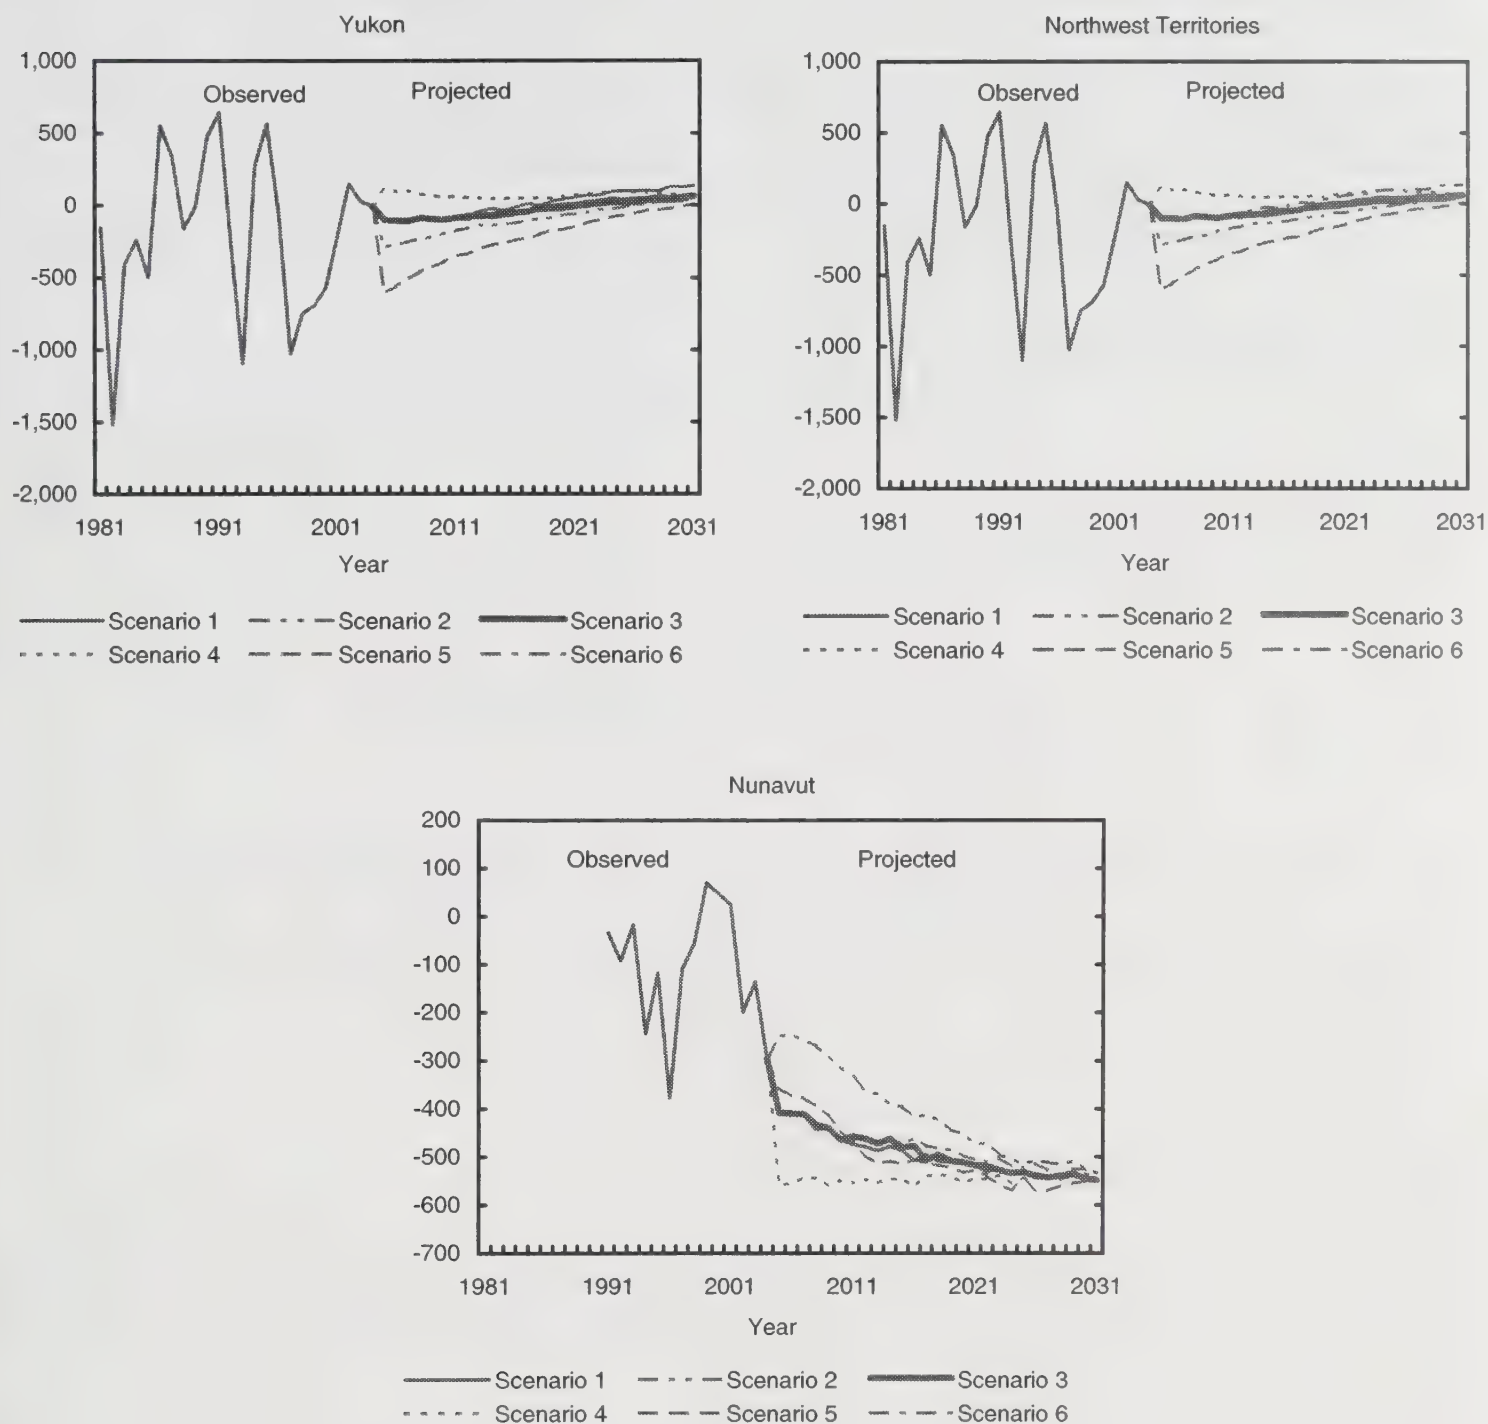 Yukon
1,000
500
0
-500
-1,000
-1,500
-2,000
Observed
Projected
1981 1991 2001 2011 2021 2031
Year
Scenario 1 Scenario 2 Scenario 3
Scenario 4 Scenario 5 Scenario 6
Northwest Territories
1,000
500
0
-500
-1,000
-1,500
-2,000
Observed
Projected
1981 1991 2001 2011 2021 2031
Year
Scenario 1 Scenario 2 Scenario 3
Scenario 4 Scenario 5 Scenario 6
Nunavut
200
100
0
-100
-200
-300
-400
-500
-600
-700
Observed
Projected
1981 1991 2001 2011 2021 2031
Year
Scenario 1 Scenario 2 Scenario 3
Scenario 4 Scenario 5 Scenario 6